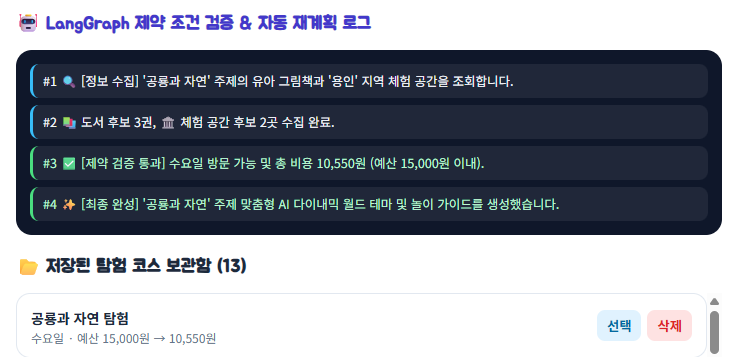 LangGraph 제약 조건 검증 & 자동 재계획 로그
#1 🔍 [정보 수집] '공룡과 자연' 주제의 유아 그림책과 '용인' 지역 체험 공간을 조회합니다.
#2 📚 도서 후보 3권, 🏛️ 체험 공간 후보 2곳 수집 완료.
#3 ✅ [제약 검증 통과] 수요일 방문 가능 및 총 비용 10,550원 (예산 15,000원 이내).
#4 ✨ [최종 완성] '공룡과 자연' 주제 맞춤형 AI 다이내믹 월드 테마 및 놀이 가이드를 생성했습니다.
저장된 탐험 코스 보관함 (13)
공룡과 자연 탐험
수요일 · 예산 15,000원 → 10,550원
선택 삭제